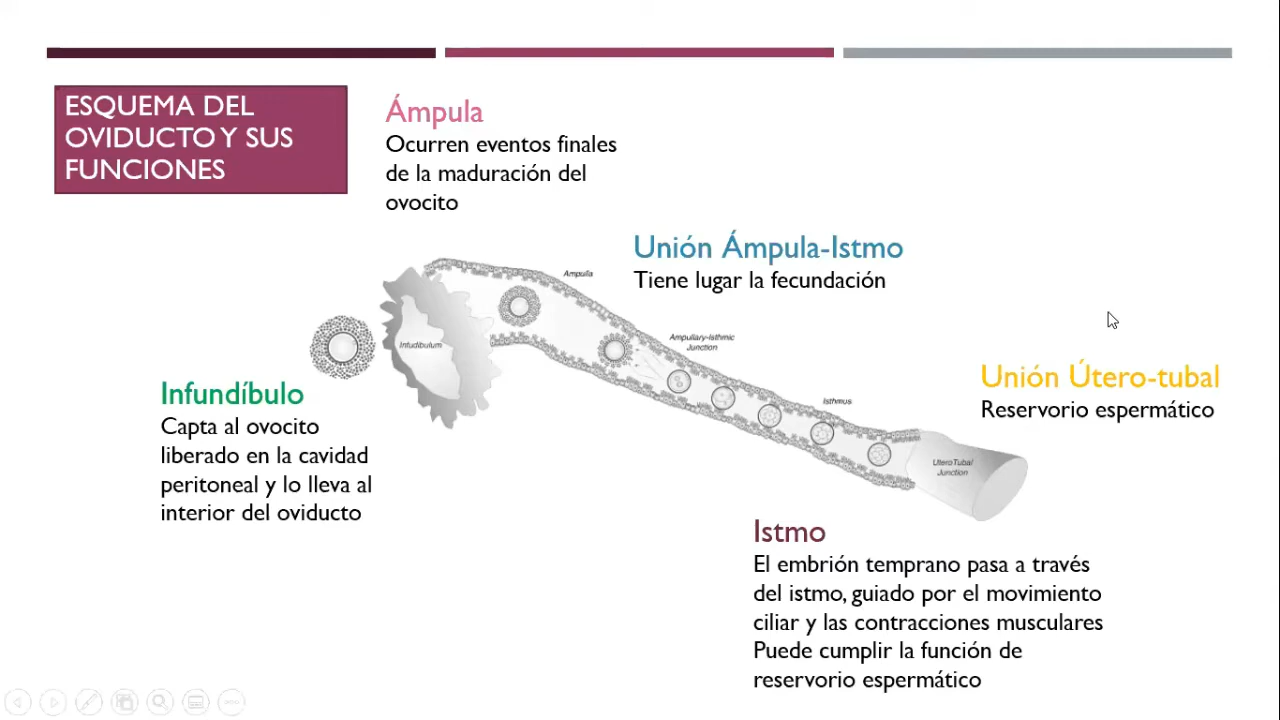 ESQUEMA DEL
OVIDUCTO Y SUS
FUNCIONES
Ámpula
Ocurren eventos finales
de la maduración del
ovocito
Unión Ámpula-Istmo
Tiene lugar la fecundación
Ampulla
Infudibulum
Ampullary-Isthmic
Junction
Isthmus
UteroTubal
Junction
Infundíbulo
Capta al ovocito
liberado en la cavidad
peritoneal y lo lleva al
interior del oviducto
Unión Útero-tubal
Reservorio espermático
Istmo
El embrión temprano pasa a través
del istmo, guiado por el movimiento
ciliar y las contracciones musculares
Puede cumplir la función de
reservorio espermático